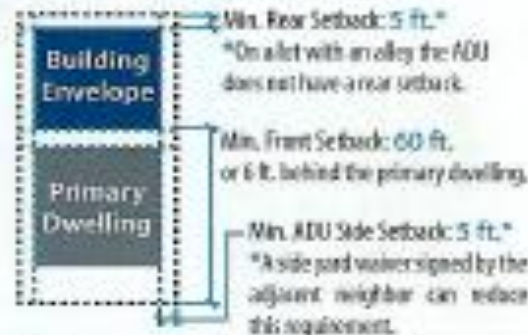 Building
Envelope
Primary
Dwelling
Min. Rear Setback: 5 ft.*
*On a lot with an alley the ADU
does not have a rear setback.
Min. Front Setback: 60 ft.
or 6 ft. behind the primary dwelling.
Min. ADU Side Setback: 5 ft.*
*A side yard waiver signed by the
adjacent neighbor can reduce
this requirement.